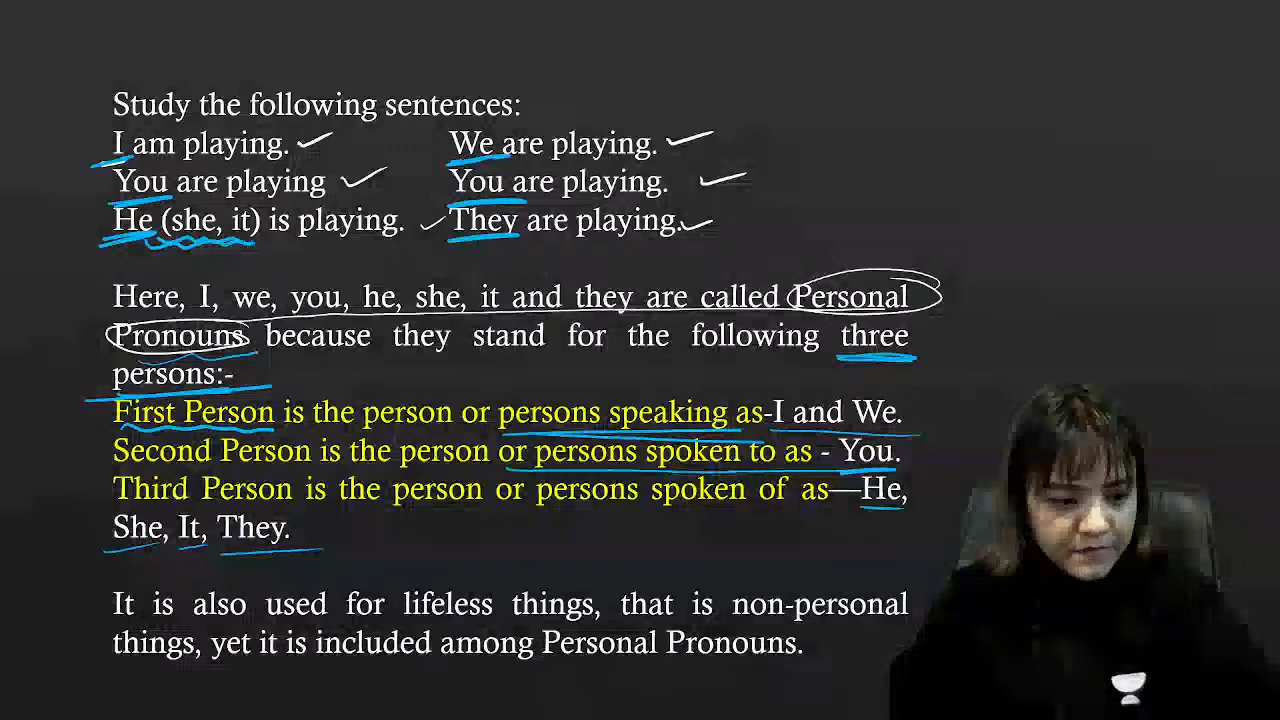 Study the following sentences:
I am playing. We are playing.
You are playing You are playing.
He (she, it) is playing. They are playing.
Here, I, we, you, he, she, it and they are called Personal
Pronouns because they stand for the following three
persons:-
First Person is the person or persons speaking as-I and We.
Second Person is the person or persons spoken to as - You.
Third Person is the person or persons spoken of as—He,
She, It, They.
It is also used for lifeless things, that is non-personal
things, yet it is included among Personal Pronouns.